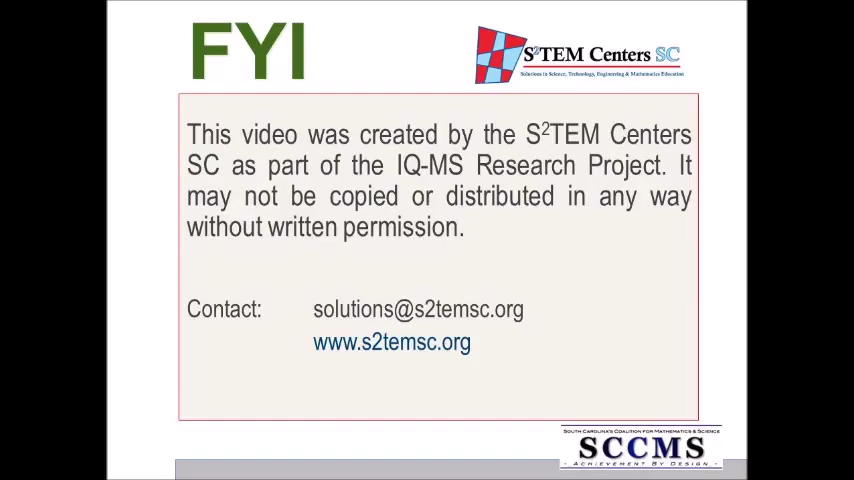 FYI
S²TEM Centers SC
Solutions in Science, Technology, Engineering & Mathematics Education
This video was created by the S²TEM Centers
SC as part of the IQ-MS Research Project. It
may not be copied or distributed in any way
without written permission.
Contact: solutions@s2temsc.org
www.s2temsc.org
SOUTH CAROLINA'S COALITION FOR MATHEMATICS & SCIENCE
SCCMS
- ACHIEVEMENT BY DESIGN -